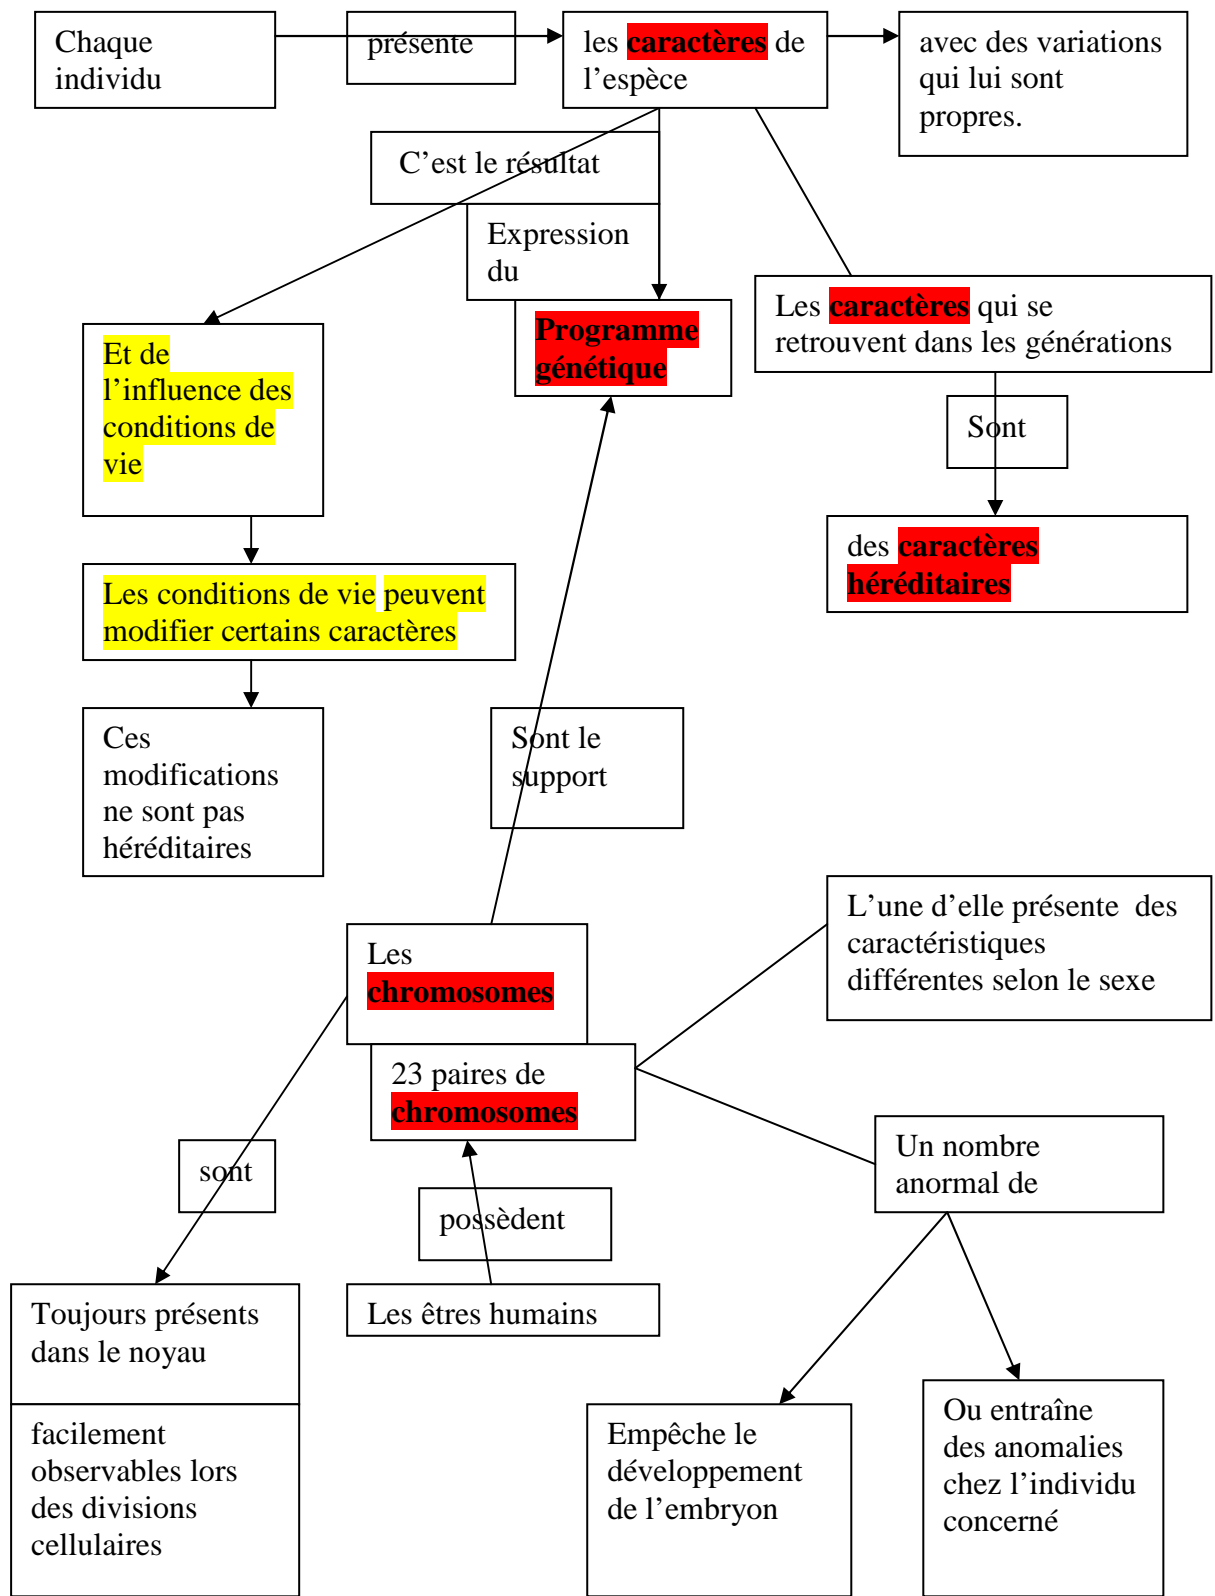 Chaque
individu
présente
les caractères de
l’espèce
avec des variations
qui lui sont
propres.
C’est le résultat
Expression
du
Programme
génétique
Les caractères qui se
retrouvent dans les générations
Et de
l’influence des
conditions de
vie
Sont
des caractères
héréditaires
Les conditions de vie peuvent
modifier certains caractères
Ces
modifications
ne sont pas
héréditaires
Sont le
support
L’une d’elle présente  des
caractéristiques
différentes selon le sexe
Les
chromosomes
23 paires de
chromosomes
Un nombre
anormal de
sont
possèdent
Les êtres humains
Toujours présents
dans le noyau
facilement
observables lors
des divisions
cellulaires
Empêche le
développement
de l’embryon
Ou entraîne
des anomalies
chez l’individu
concerné